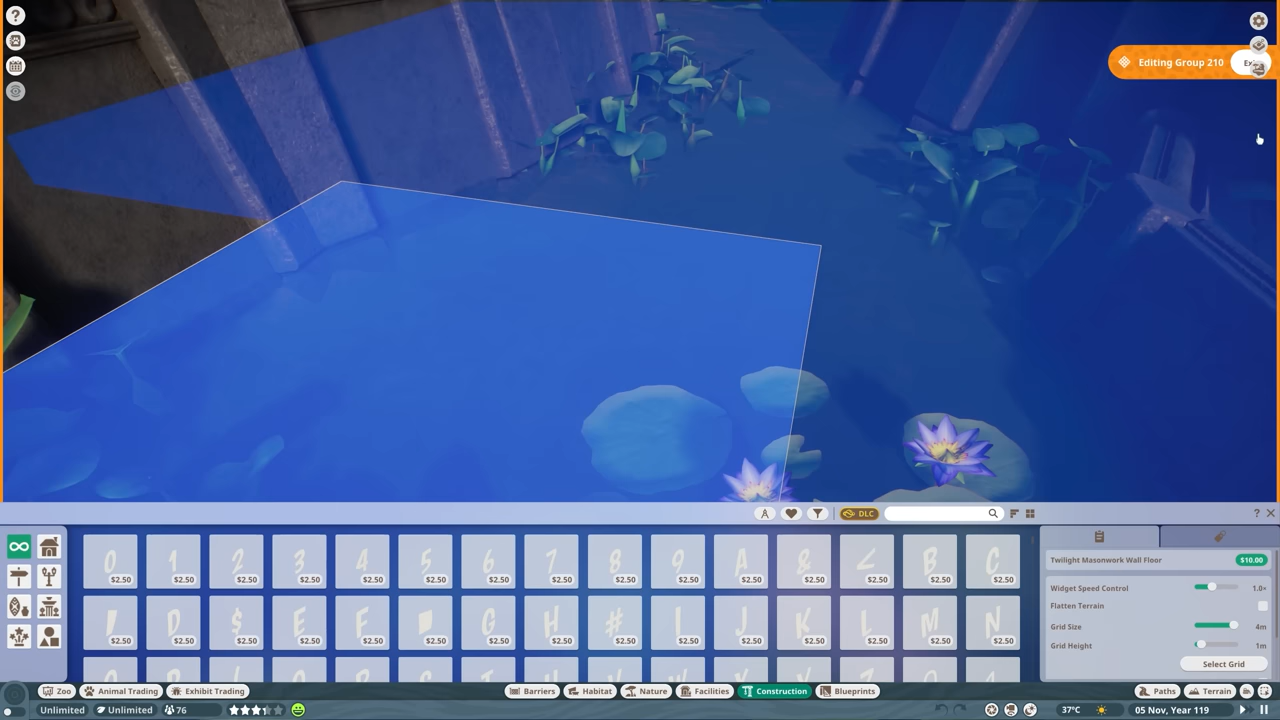 Editing Group 210
DLC
0 $2.50
1 $2.50
2 $2.50
3 $2.50
4 $2.50
5 $2.50
6 $2.50
7 $2.50
8 $2.50
9 $2.50
A $2.50
& $2.50
< $2.50
B $2.50
C $2.50
$2.50
D $2.50
$ $2.50
E $2.50
F $2.50
$2.50
G $2.50
H $2.50
# $2.50
I $2.50
J $2.50
K $2.50
L $2.50
M $2.50
N $2.50
Twilight Masonwork Wall Floor $10.00
Widget Speed Control 1.0×
Flatten Terrain
Grid Size 4m
Grid Height 1m
Select Grid
Zoo Animal Trading Exhibit Trading Barriers Habitat Nature Facilities Construction Blueprints Paths Terrain
Unlimited Unlimited 76 37°C 05 Nov, Year 119